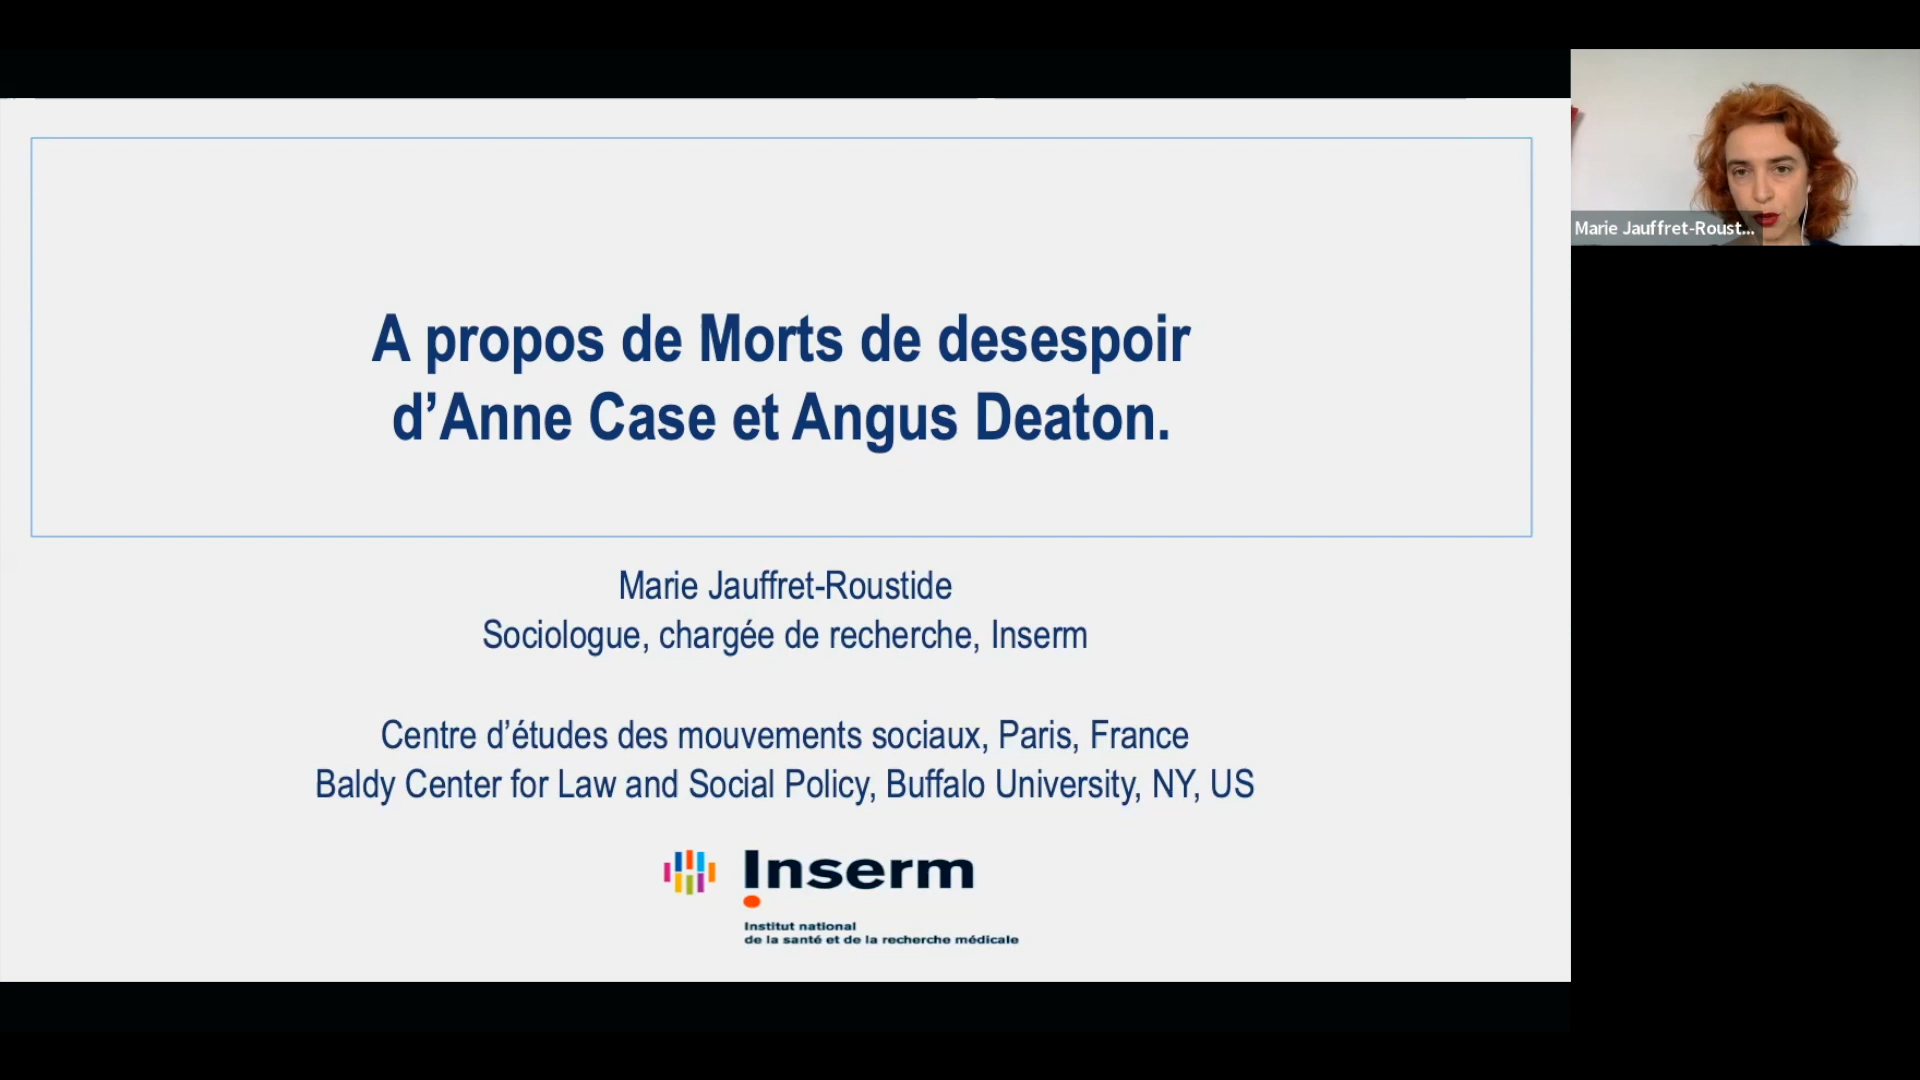 A propos de Morts de desespoir
d’Anne Case et Angus Deaton.
Marie Jauffret-Roustide
Sociologue, chargée de recherche, Inserm
Centre d’études des mouvements sociaux, Paris, France
Baldy Center for Law and Social Policy, Buffalo University, NY, US
Inserm
Institut national
de la santé et de la recherche médicale
Marie Jauffret-Roust...